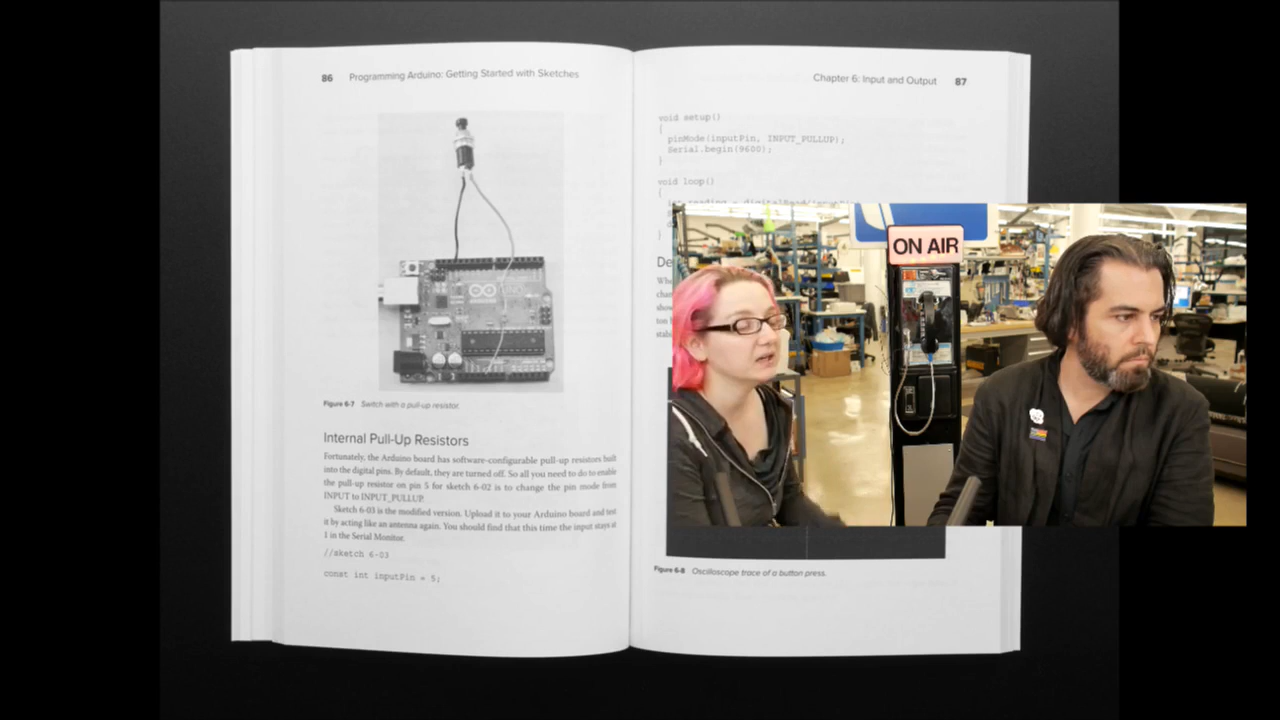 86 Programming Arduino: Getting Started with Sketches
Figure 6-7 Switch with a pull-up resistor.
Internal Pull-Up Resistors
Fortunately, the Arduino board has software-configurable pull-up resistors built
into the digital pins. By default, they are turned off. So all you need to do to enable
the pull-up resistor on pin 5 for sketch 6-02 is to change the pin mode from
INPUT to INPUT_PULLUP.
Sketch 6-03 is the modified version. Upload it to your Arduino board and test
it by acting like an antenna again. You should find that this time the input stays at
1 in the Serial Monitor.
//sketch 6-03
const int inputPin = 5;
Chapter 6: Input and Output 87
void setup()
{
pinMode(inputPin, INPUT_PULLUP);
Serial.begin(9600);
}
void loop()
{
}
Figure 6-8 Oscilloscope trace of a button press.
ON AIR